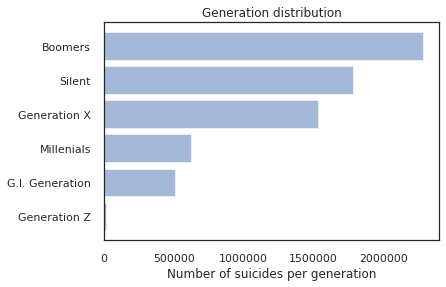 Generation distribution
Boomers
Silent
Generation X
Millenials
G.I. Generation
Generation Z
0 500000 1000000 1500000 2000000
Number of suicides per generation